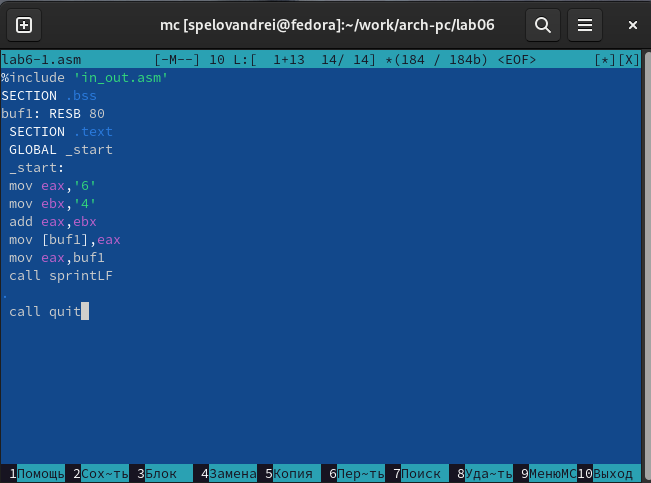 mc [spelovandrei@fedora]:~/work/arch-pc/lab06
lab6-1.asm [-M--] 10 L:[ 1+13 14/ 14] *(184 / 184b) <EOF> [*][X]
%include 'in_out.asm'
SECTION .bss
buf1: RESB 80
SECTION .text
GLOBAL _start
_start:
mov eax,'6'
mov ebx,'4'
add eax,ebx
mov [buf1],eax
mov eax,buf1
call sprintLF
.
call quit
1Помощь 2Сох~ть 3Блок 4Замена 5Копия 6Пер~ть 7Поиск 8Уда~ть 9МенюMC 10Выход